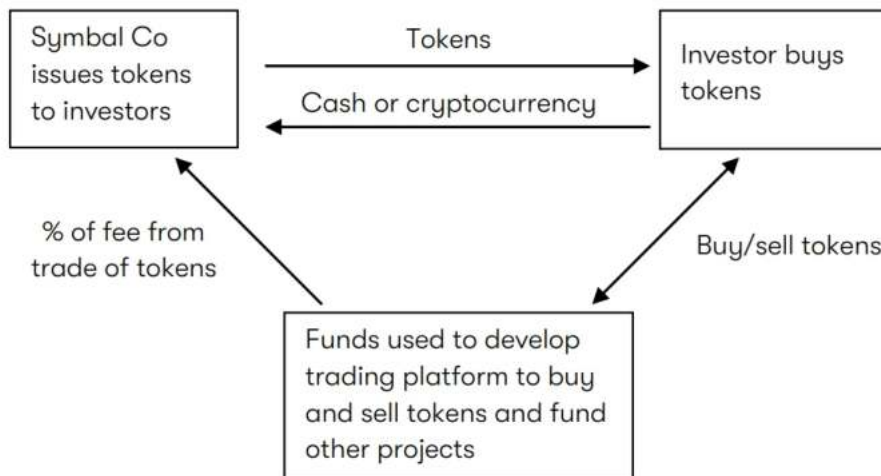 Symbal Co
issues tokens
to investors
Tokens
Cash or cryptocurrency
Investor buys
tokens
% of fee from
trade of tokens
Buy/sell tokens
Funds used to develop
trading platform to buy
and sell tokens and fund
other projects